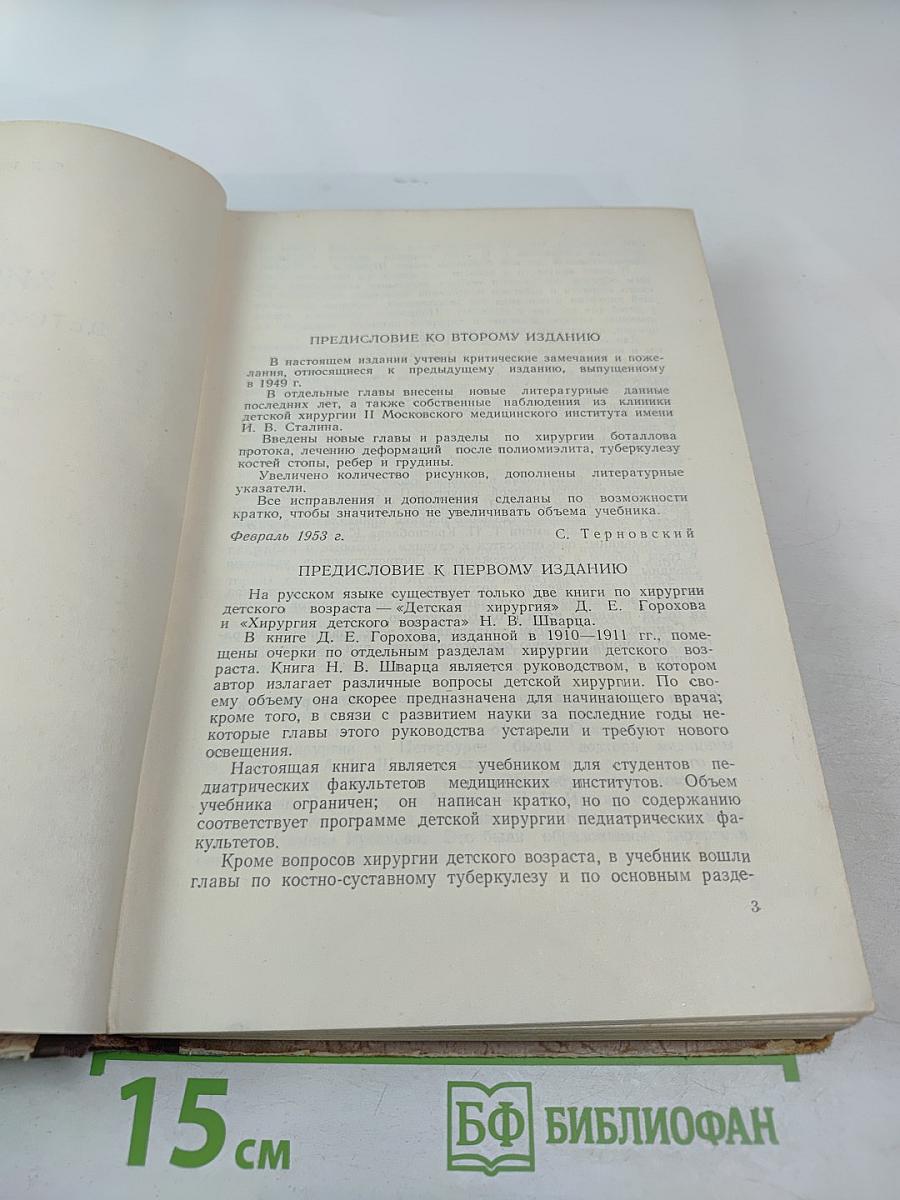 ПРЕДИСЛОВИЕ КО ВТОРОМУ ИЗДАНИЮ
В настоящем издании учтены критические замечания и поже-
лания, относящиеся к предыдущему изданию, выпущенному
в 1949 г.
В отдельные главы внесены новые литературные данные
последних лет, а также собственные наблюдения из клиники
детской хирургии II Московского медицинского института имени
И. В. Сталина.
Введены новые главы и разделы по хирургии боталлова
протока, лечению деформаций после полиомиэлита, туберкулезу
костей стопы, ребер и грудины.
Увеличено количество рисунков, дополнены литературные
указатели.
Все исправления и дополнения сделаны по возможности
кратко, чтобы значительно не увеличивать объема учебника.
Февраль 1953 г. С. Терновский
ПРЕДИСЛОВИЕ К ПЕРВОМУ ИЗДАНИЮ
На русском языке существует только две книги по хирургии
детского возраста — «Детская хирургия» Д. Е. Горохова
и «Хирургия детского возраста» Н. В. Шварца.
В книге Д. Е. Горохова, изданной в 1910—1911 гг., поме-
щены очерки по отдельным разделам хирургии детского воз-
раста. Книга Н. В. Шварца является руководством, в котором
автор излагает различные вопросы детской хирургии. По сво-
ему объему она скорее предназначена для начинающего врача;
кроме того, в связи с развитием науки за последние годы не-
которые главы этого руководства устарели и требуют нового
освещения.
Настоящая книга является учебником для студентов пе-
диатрических факультетов медицинских институтов. Объем
учебника ограничен; он написан кратко, но по содержанию
соответствует программе детской хирургии педиатрических фа-
культетов.
Кроме вопросов хирургии детского возраста, в учебник вошли
главы по костно-суставному туберкулезу и по основным разде-
3
15 см
БФ БИБЛИОФАН